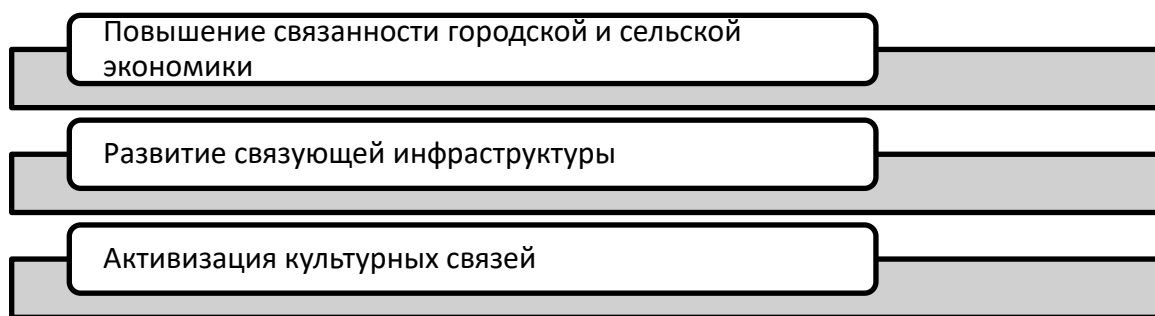 Повышение связанности городской и сельской
экономики
Развитие связующей инфраструктуры
Активизация культурных связей